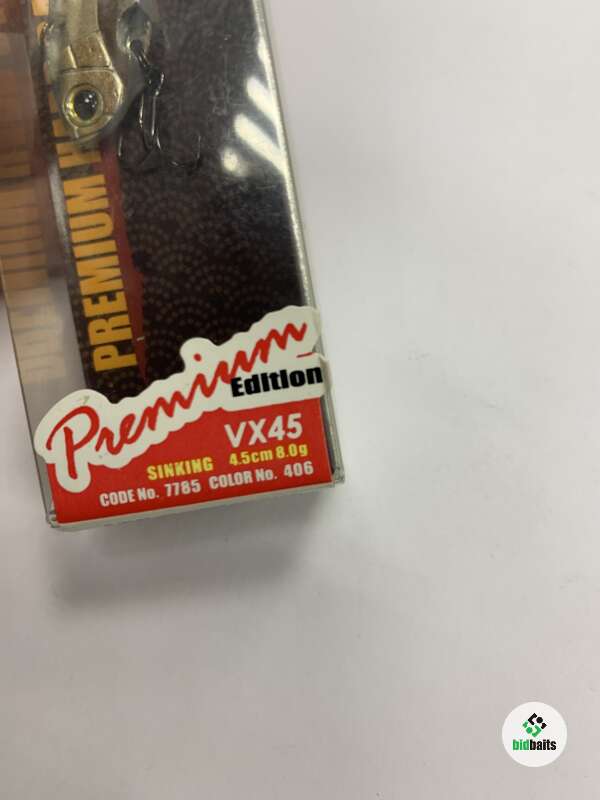 PREMIUM
Premium
Edition
VX45
SINKING 4.5cm 8.0g
CODE No. 7785 COLOR No. 406
bidbaits